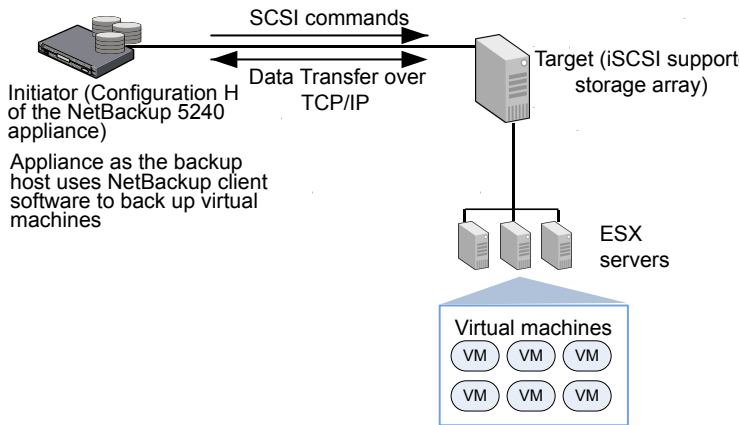 SCSI commands
Data Transfer over
TCP/IP
Target (iSCSI
storage array)
Initiator (Configuration H
of the NetBackup 5240
appliance)
Appliance as the backup
host uses NetBackup client
software to back up virtual
machines
ESX
servers
Virtual machines
VM VM VM
VM VM VM